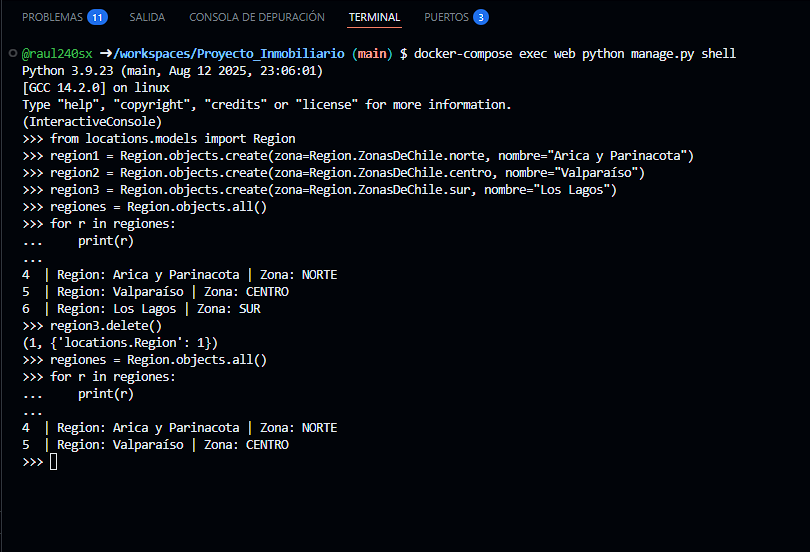 PROBLEMAS 11 SALIDA CONSOLA DE DEPURACIÓN TERMINAL PUERTOS 3
@raul240sx ➜/workspaces/Proyecto_Inmobiliario (main) $ docker-compose exec web python manage.py shell
Python 3.9.23 (main, Aug 12 2025, 23:06:01)
[GCC 14.2.0] on linux
Type "help", "copyright", "credits" or "license" for more information.
(InteractiveConsole)
>>> from locations.models import Region
>>> region1 = Region.objects.create(zona=Region.ZonasDeChile.norte, nombre="Arica y Parinacota")
>>> region2 = Region.objects.create(zona=Region.ZonasDeChile.centro, nombre="Valparaíso")
>>> region3 = Region.objects.create(zona=Region.ZonasDeChile.sur, nombre="Los Lagos")
>>> regiones = Region.objects.all()
>>> for r in regiones:
...     print(r)
...
4  | Region: Arica y Parinacota | Zona: NORTE
5  | Region: Valparaíso | Zona: CENTRO
6  | Region: Los Lagos | Zona: SUR
>>> region3.delete()
(1, {'locations.Region': 1})
>>> regiones = Region.objects.all()
>>> for r in regiones:
...     print(r)
...
4  | Region: Arica y Parinacota | Zona: NORTE
5  | Region: Valparaíso | Zona: CENTRO
>>>